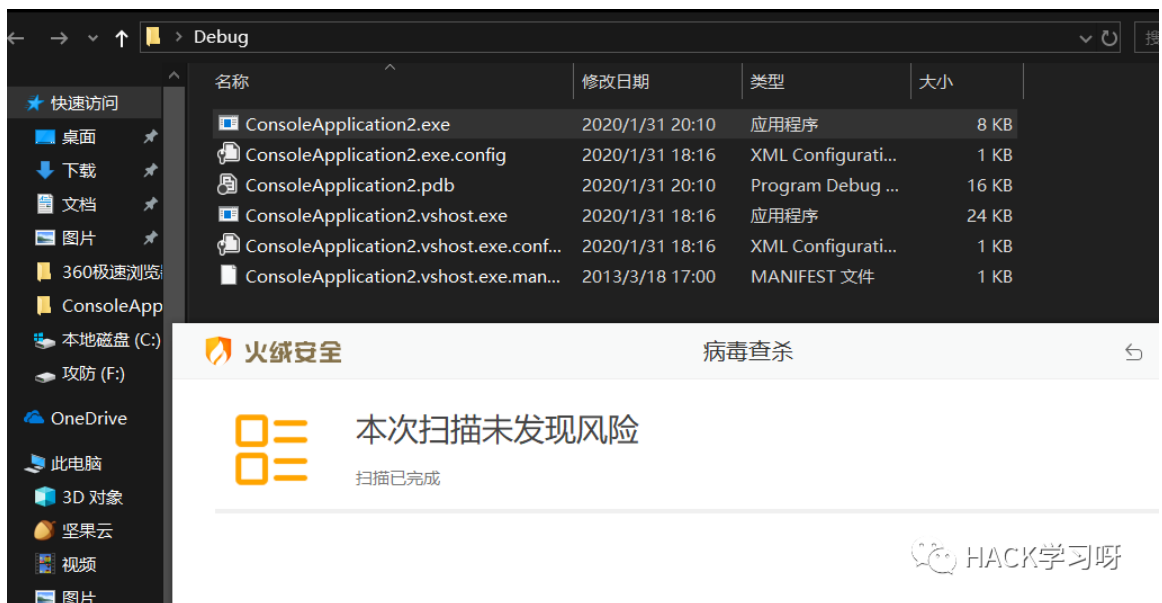 Debug
搜
名称 修改日期 类型 大小
快速访问
桌面
下载
文档
图片
360极速浏览
ConsoleApp
本地磁盘 (C:)
攻防 (F:)
OneDrive
此电脑
3D 对象
坚果云
视频
图片
ConsoleApplication2.exe 2020/1/31 20:10 应用程序 8 KB
ConsoleApplication2.exe.config 2020/1/31 18:16 XML Configurati... 1 KB
ConsoleApplication2.pdb 2020/1/31 20:10 Program Debug ... 16 KB
ConsoleApplication2.vshost.exe 2020/1/31 18:16 应用程序 24 KB
ConsoleApplication2.vshost.exe.conf... 2020/1/31 18:16 XML Configurati... 1 KB
ConsoleApplication2.vshost.exe.man... 2013/3/18 17:00 MANIFEST 文件 1 KB
火绒安全
病毒查杀
本次扫描未发现风险
扫描已完成
HACK学习呀